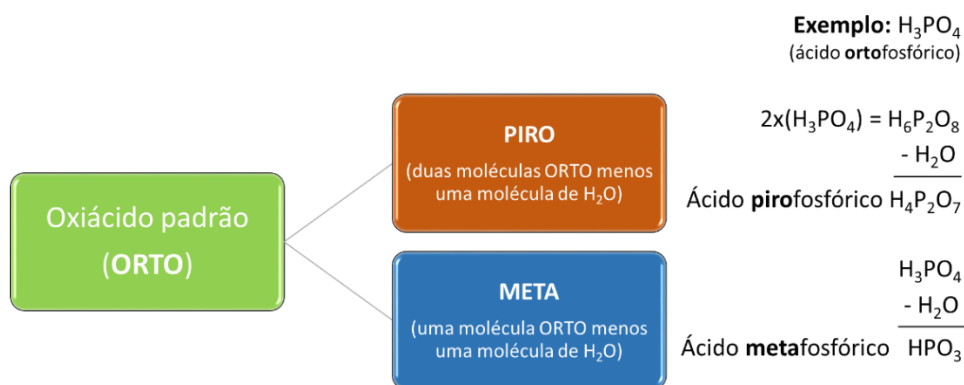 Exemplo: H₃PO₄
(ácido ortofosfórico)
Oxiácido padrão
(ORTO)
PIRO
(duas moléculas ORTO menos
uma molécula de H₂O)
2x(H₃PO₄) = H₆P₂O₈
- H₂O
Ácido pirofosfórico H₄P₂O₇
META
(uma molécula ORTO menos
uma molécula de H₂O)
H₃PO₄
- H₂O
Ácido metafosfórico HPO₃